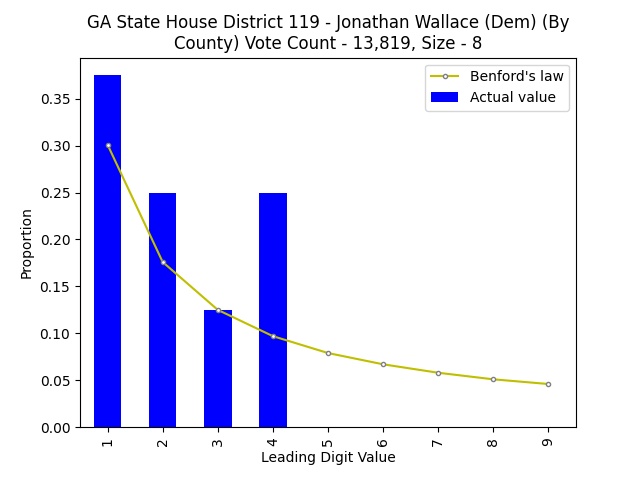 GA State House District 119 - Jonathan Wallace (Dem) (By
County) Vote Count - 13,819, Size - 8
Benford's law
Actual value
0.35
0.30
0.25
0.20
0.15
0.10
0.05
0.00
Proportion
1 2 3 4 5 6 7 8 9
Leading Digit Value